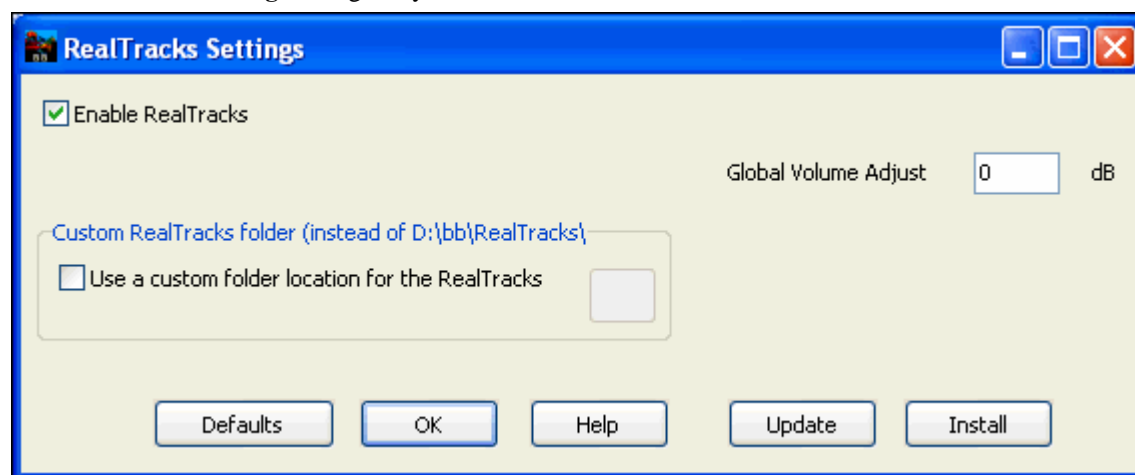 RealTracks Settings
Enable RealTracks
Global Volume Adjust 0 dB
Custom RealTracks folder (instead of D:\bb\RealTracks\
Use a custom folder location for the RealTracks
Defaults OK Help Update Install